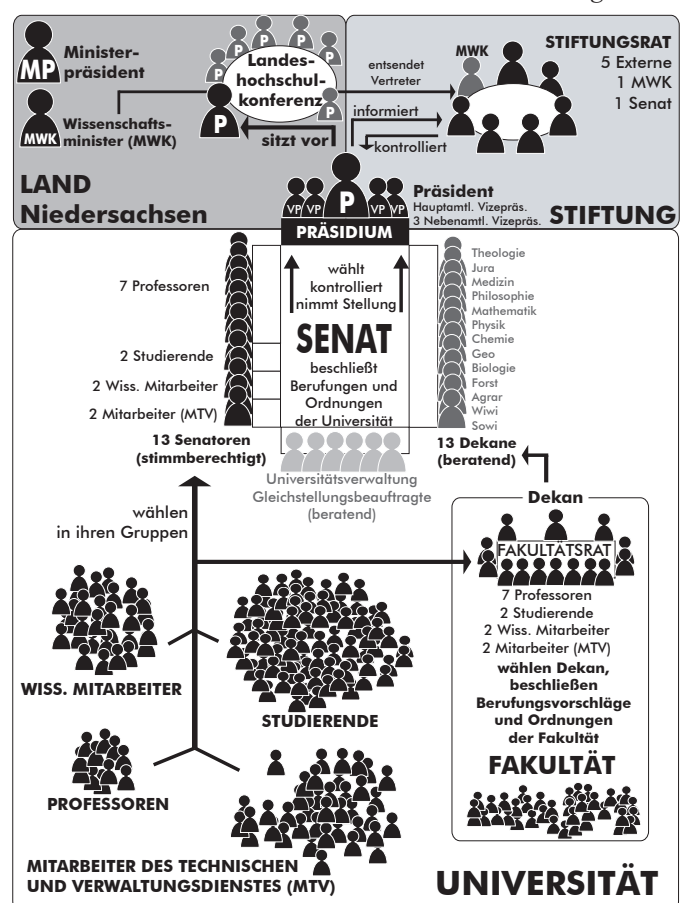 MP
Minister-
präsident
MWK
Wissenschafts-
minister (MWK)
P
P
P
P
P
P
P
Landes-
hochschul-
konferenz
sitzt vor
LAND
Niedersachsen
entsendet
Vertreter
MWK
STIFTUNGSRAT
5 Externe
1 MWK
1 Senat
informiert
kontrolliert
VP
VP
P
VP
VP
Präsident
Hauptamtl. Vizepräs.
3 Nebenamtl. Vizepräs.
STIFTUNG
PRÄSIDIUM
wählt
kontrolliert
nimmt Stellung
SENAT
beschließt
Berufungen und
Ordnungen
der Universität
7 Professoren
2 Studierende
2 Wiss. Mitarbeiter
2 Mitarbeiter (MTV)
13 Senatoren
(stimmberechtigt)
Theologie
Jura
Medizin
Philosophie
Mathematik
Physik
Chemie
Geo
Biologie
Forst
Agrar
Wiwi
Sowi
13 Dekane
(beratend)
Universitätsverwaltung
Gleichstellungsbeauftragte
(beratend)
wählen
in ihren Gruppen
Dekan
FAKULTÄTSRAT
7 Professoren
2 Studierende
2 Wiss. Mitarbeiter
2 Mitarbeiter (MTV)
wählen Dekan,
beschließen
Berufungsvorschläge
und Ordnungen
der Fakultät
FAKULTÄT
WISS. MITARBEITER
STUDIERENDE
PROFESSOREN
MITARBEITER DES TECHNISCHEN
UND VERWALTUNGSDIENSTES (MTV)
UNIVERSITÄT